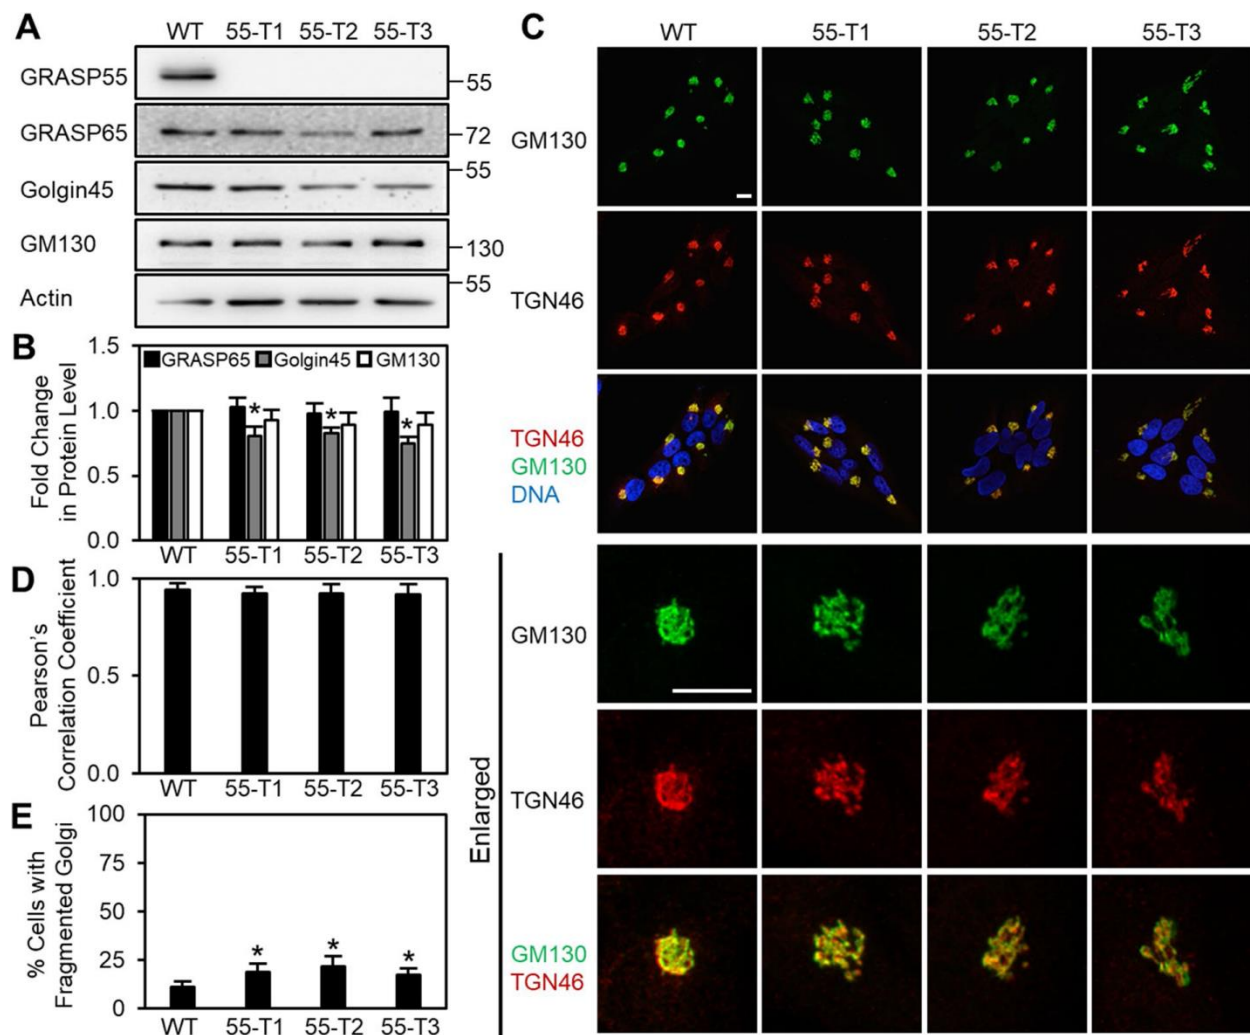 A
WT 55-T1 55-T2 55-T3
GRASP55
55
GRASP65
72
Golgin45
55
GM130
130
Actin
55
B
Fold Change
in Protein Level
1.5
1.0
0.5
0.0
GRASP65 Golgin45 GM130
* * *
WT 55-T1 55-T2 55-T3
D
Pearson's
Correlation Coefficient
1.0
0.5
0.0
WT 55-T1 55-T2 55-T3
E
% Cells with
Fragmented Golgi
100
75
50
25
0
* * *
WT 55-T1 55-T2 55-T3
C
WT 55-T1 55-T2 55-T3
GM130
TGN46
TGN46
GM130
DNA
Enlarged
GM130
TGN46
GM130
TGN46